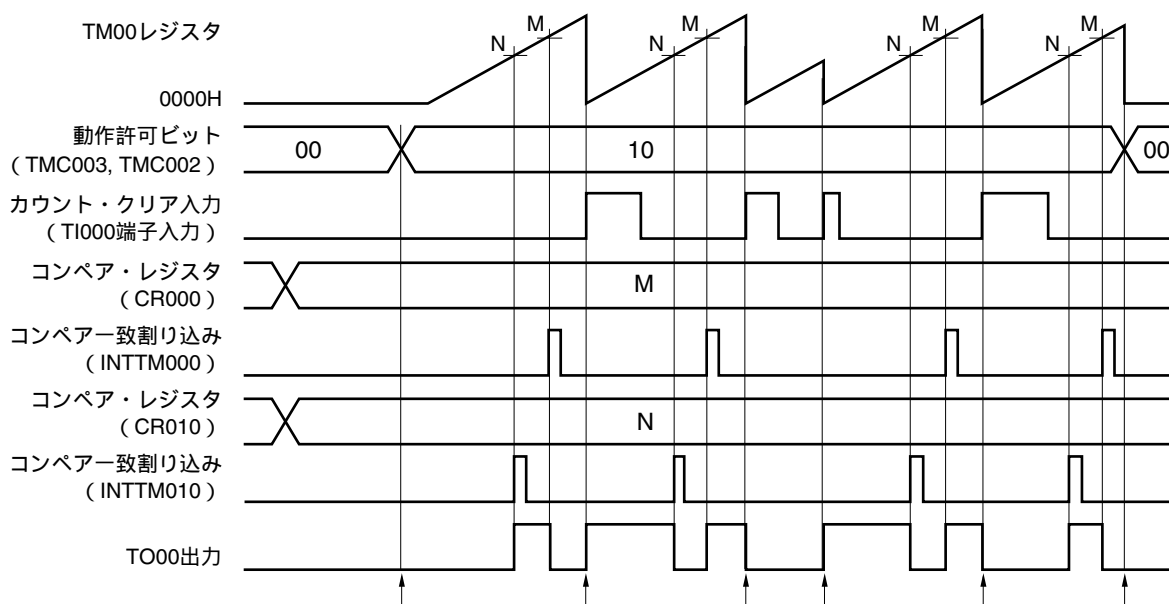 TM00レジスタ
N M N M N M N M
0000H
動作許可ビット
(TMC003, TMC002)
00 10 00
カウント・クリア入力
(TI000端子入力)
コンペア・レジスタ
(CR000)
M
コンペア一致割り込み
(INTTM000)
コンペア・レジスタ
(CR010)
N
コンペア一致割り込み
(INTTM010)
TO00出力